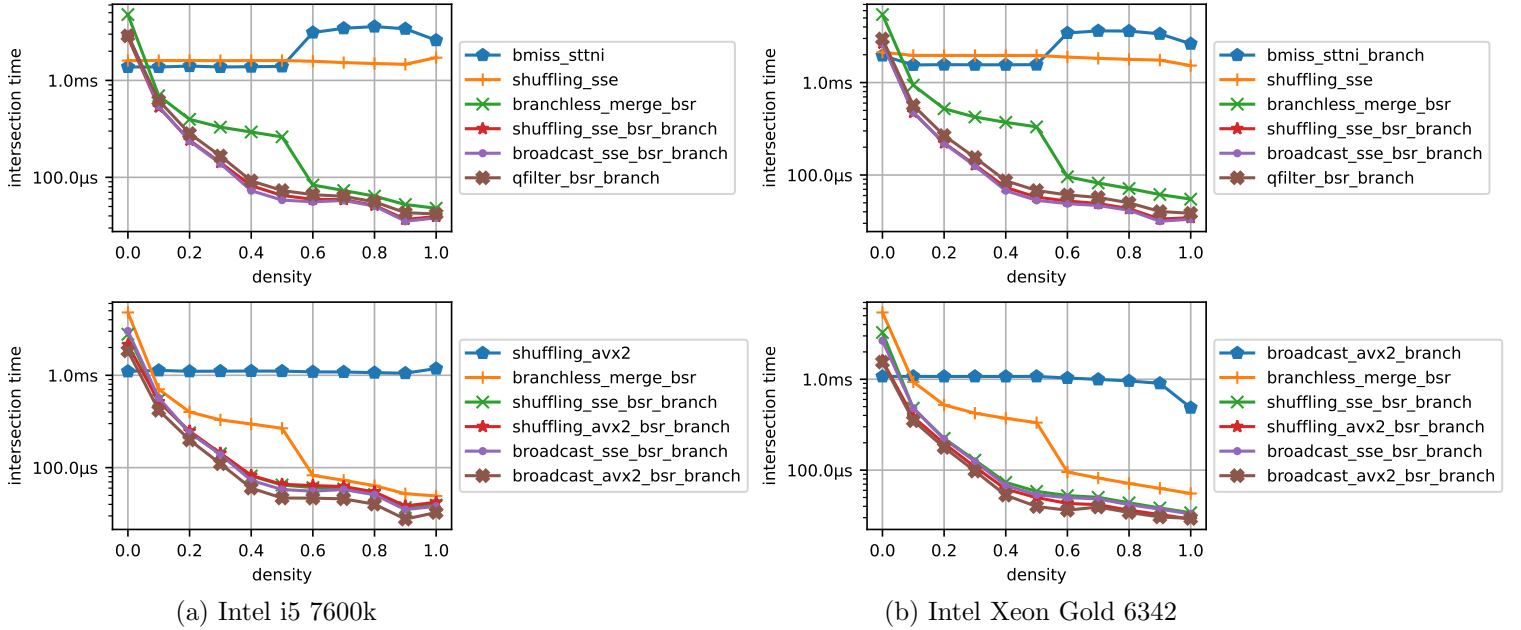 intersection time
1.0ms
100.0µs
0.0 0.2 0.4 0.6 0.8 1.0
density
bmiss_sttni
shuffling_sse
branchless_merge_bsr
shuffling_sse_bsr_branch
broadcast_sse_bsr_branch
qfilter_bsr_branch
intersection time
1.0ms
100.0µs
0.0 0.2 0.4 0.6 0.8 1.0
density
bmiss_sttni_branch
shuffling_sse
branchless_merge_bsr
shuffling_sse_bsr_branch
broadcast_sse_bsr_branch
qfilter_bsr_branch
intersection time
1.0ms
100.0µs
0.0 0.2 0.4 0.6 0.8 1.0
density
shuffling_avx2
branchless_merge_bsr
shuffling_sse_bsr_branch
shuffling_avx2_bsr_branch
broadcast_sse_bsr_branch
broadcast_avx2_bsr_branch
intersection time
1.0ms
100.0µs
0.0 0.2 0.4 0.6 0.8 1.0
density
broadcast_avx2_branch
branchless_merge_bsr
shuffling_sse_bsr_branch
shuffling_avx2_bsr_branch
broadcast_sse_bsr_branch
broadcast_avx2_bsr_branch
(a) Intel i5 7600k
(b) Intel Xeon Gold 6342